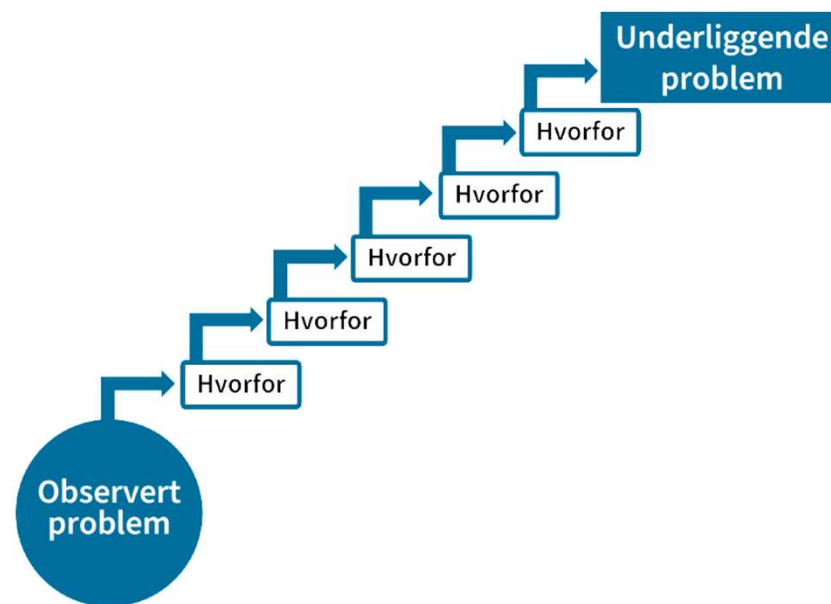 Underliggende
problem
Hvorfor
Hvorfor
Hvorfor
Hvorfor
Hvorfor
Observert
problem